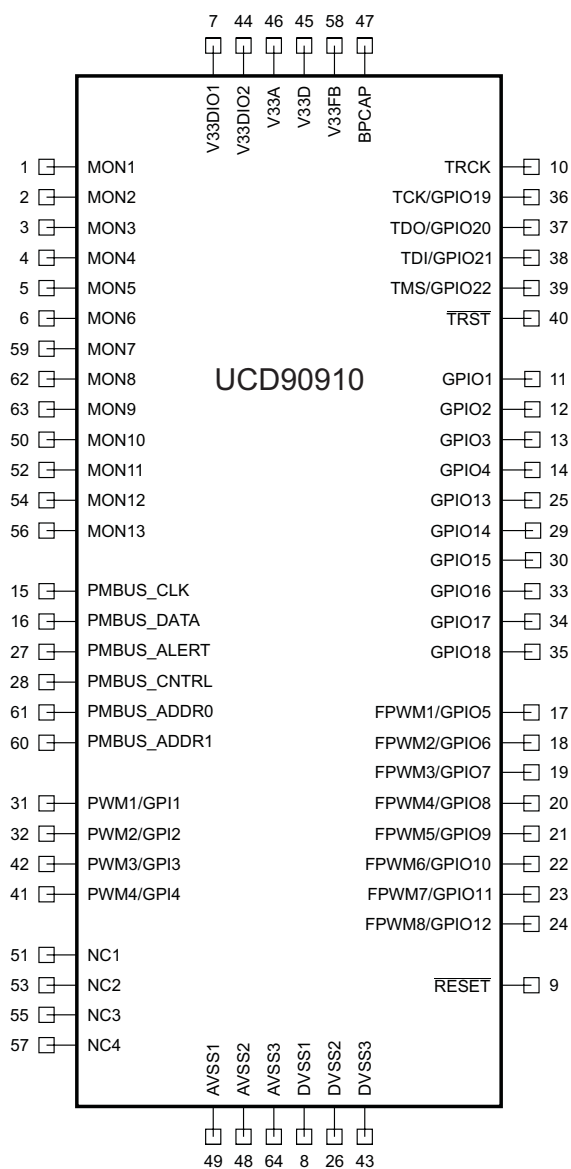 7 44 46 45 58 47
V33DIO1 V33DIO2 V33A V33D V33FB BPCAP
1 MON1 TRCK 10
2 MON2 TCK/GPIO19 36
3 MON3 TDO/GPIO20 37
4 MON4 TDI/GPIO21 38
5 MON5 TMS/GPIO22 39
6 MON6 TRST 40
59 MON7
62 MON8 UCD90910 GPIO1 11
63 MON9 GPIO2 12
50 MON10 GPIO3 13
52 MON11 GPIO4 14
54 MON12 GPIO13 25
56 MON13 GPIO14 29
GPIO15 30
15 PMBUS_CLK GPIO16 33
16 PMBUS_DATA GPIO17 34
27 PMBUS_ALERT GPIO18 35
28 PMBUS_CNTRL
61 PMBUS_ADDR0 FPWM1/GPIO5 17
60 PMBUS_ADDR1 FPWM2/GPIO6 18
FPWM3/GPIO7 19
31 PWM1/GPI1 FPWM4/GPIO8 20
32 PWM2/GPI2 FPWM5/GPIO9 21
42 PWM3/GPI3 FPWM6/GPIO10 22
41 PWM4/GPI4 FPWM7/GPIO11 23
FPWM8/GPIO12 24
51 NC1
53 NC2 RESET 9
55 NC3
57 NC4
AVSS1 AVSS2 AVSS3 DVSS1 DVSS2 DVSS3
49 48 64 8 26 43